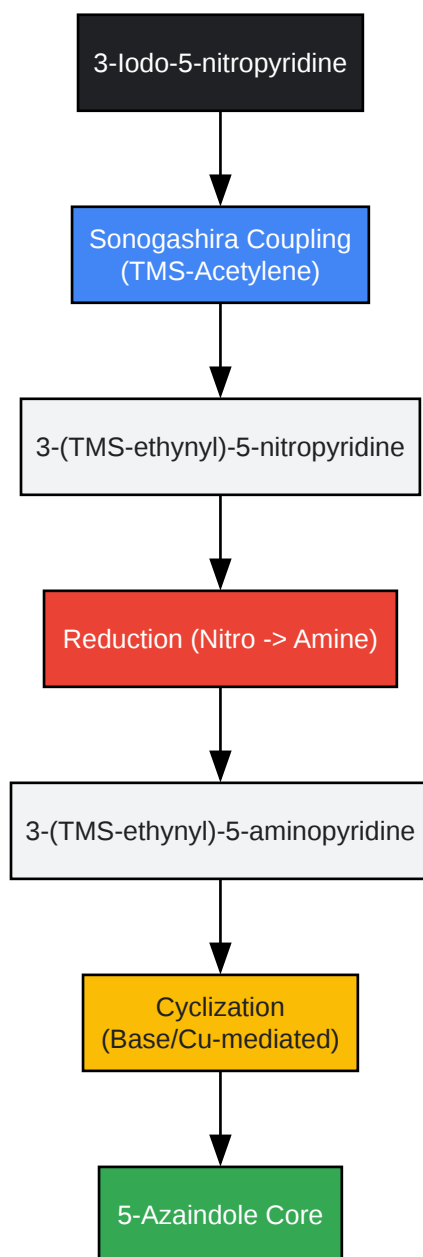 3-Iodo-5-nitropyridine
Sonogashira Coupling
(TMS-Acetylene)
3-(TMS-ethynyl)-5-nitropyridine
Reduction (Nitro -> Amine)
3-(TMS-ethynyl)-5-aminopyridine
Cyclization
(Base/Cu-mediated)
5-Azaindole Core